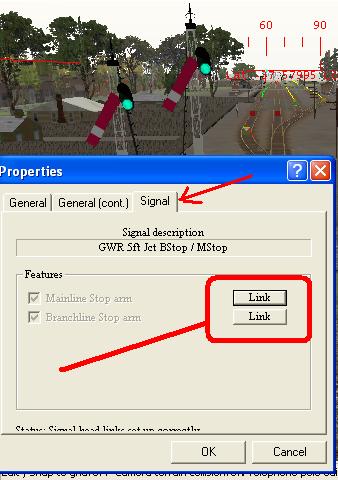 60 90
Properties
General General (cont.) Signal
Signal description
GWR 5ft Jct BStop / MStop
Features
Mainline Stop arm Link
Branchline Stop arm Link
Status: Signal head links set up correctly
OK Cancel